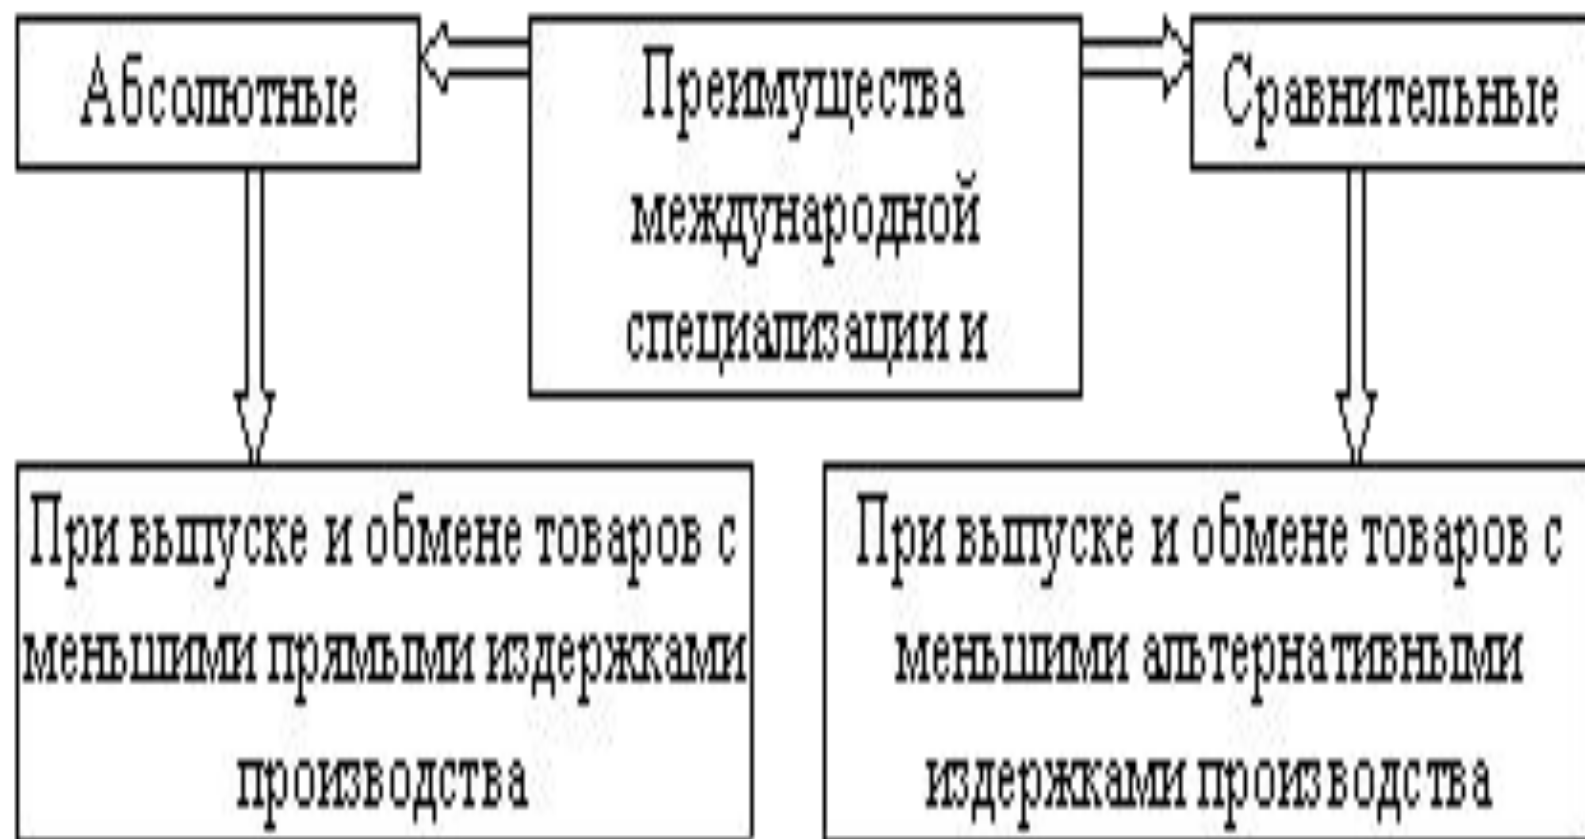 Абсолютные
Преимущества
международной
специализации и
Сравнительные
При выпуске и обмене товаров с
меньшими прямыми издержками
производства
При выпуске и обмене товаров с
меньшими альтернативными
издержками производства